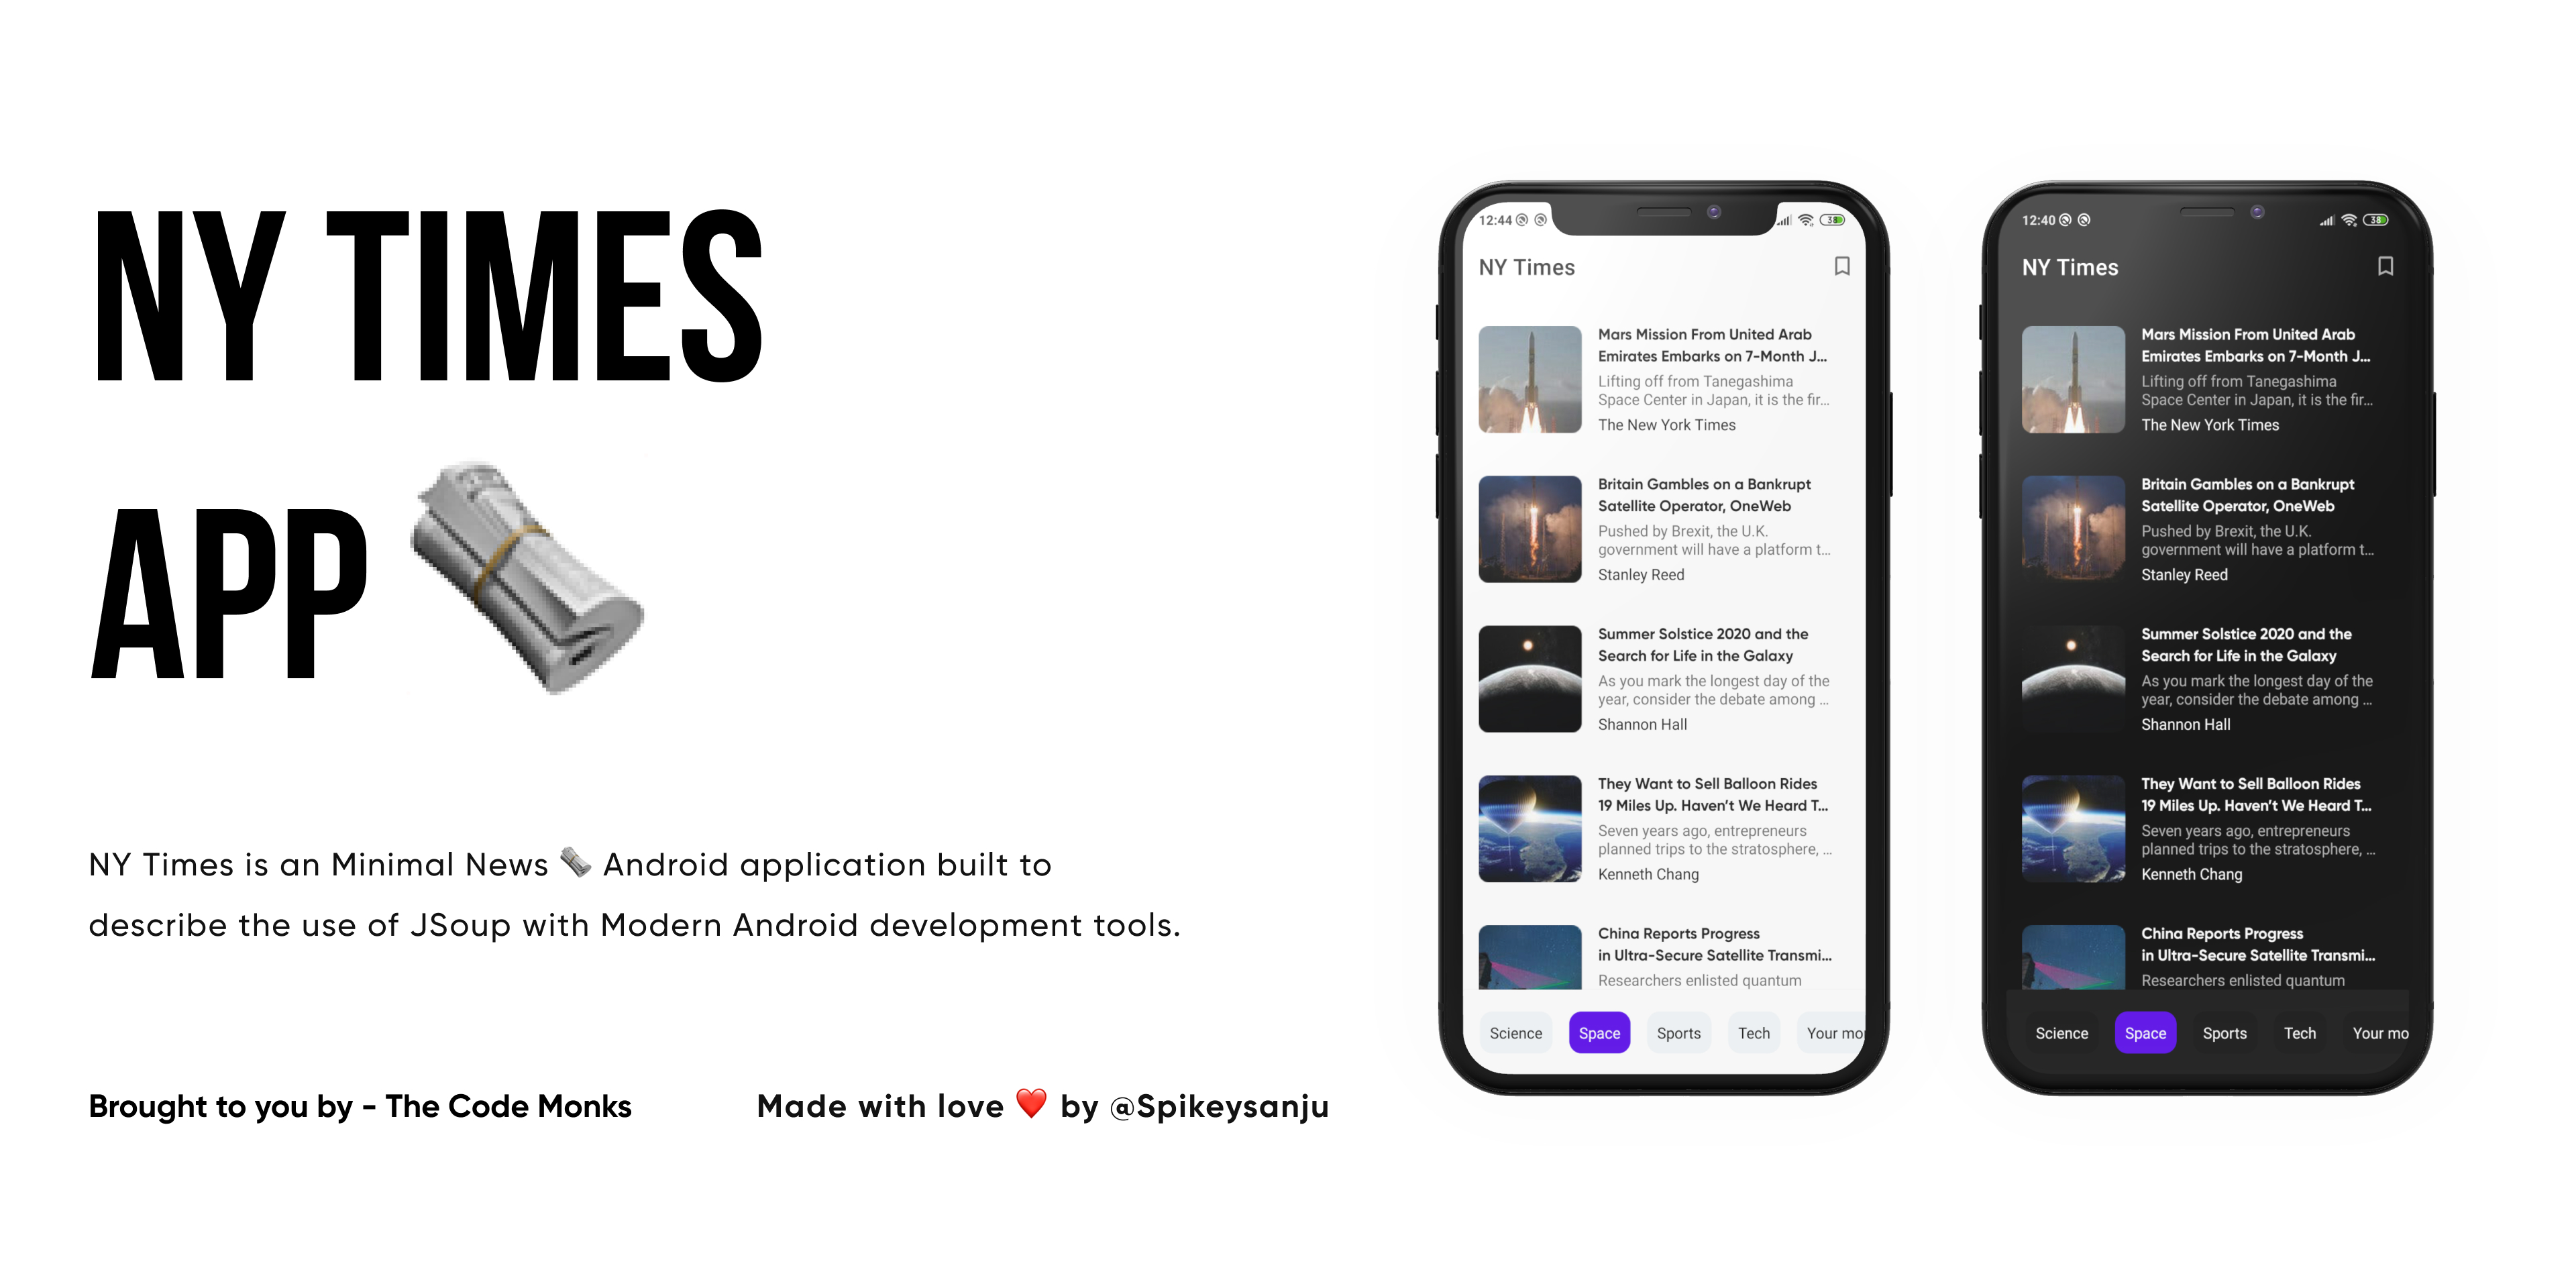 NY TIMES
APP
NY Times is an Minimal News 🗞 Android application built to
describe the use of JSoup with Modern Android development tools.
Brought to you by - The Code Monks
Made with love ❤️ by @Spikeysanju
12:44
38
NY Times
Mars Mission From United Arab
Emirates Embarks on 7-Month J...
Lifting off from Tanegashima
Space Center in Japan, it is the fir...
The New York Times
Britain Gambles on a Bankrupt
Satellite Operator, OneWeb
Pushed by Brexit, the U.K.
government will have a platform t...
Stanley Reed
Summer Solstice 2020 and the
Search for Life in the Galaxy
As you mark the longest day of the
year, consider the debate among ...
Shannon Hall
They Want to Sell Balloon Rides
19 Miles Up. Haven’t We Heard T...
Seven years ago, entrepreneurs
planned trips to the stratosphere, ...
Kenneth Chang
China Reports Progress
in Ultra-Secure Satellite Transmi...
Researchers enlisted quantum
Science Space Sports Tech Your mo
12:40
38
NY Times
Mars Mission From United Arab
Emirates Embarks on 7-Month J...
Lifting off from Tanegashima
Space Center in Japan, it is the fir...
The New York Times
Britain Gambles on a Bankrupt
Satellite Operator, OneWeb
Pushed by Brexit, the U.K.
government will have a platform t...
Stanley Reed
Summer Solstice 2020 and the
Search for Life in the Galaxy
As you mark the longest day of the
year, consider the debate among ...
Shannon Hall
They Want to Sell Balloon Rides
19 Miles Up. Haven’t We Heard T...
Seven years ago, entrepreneurs
planned trips to the stratosphere, ...
Kenneth Chang
China Reports Progress
in Ultra-Secure Satellite Transmi...
Researchers enlisted quantum
Science Space Sports Tech Your mo